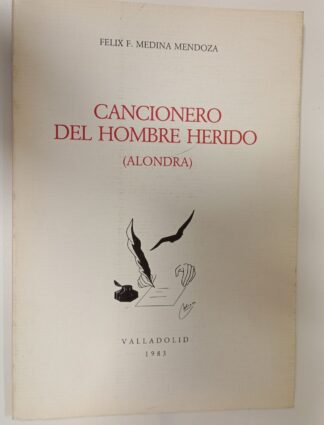 FELIX F. MEDINA MENDOZA
CANCIONERO
DEL HOMBRE HERIDO
(ALONDRA)
VALLADOLID
1983